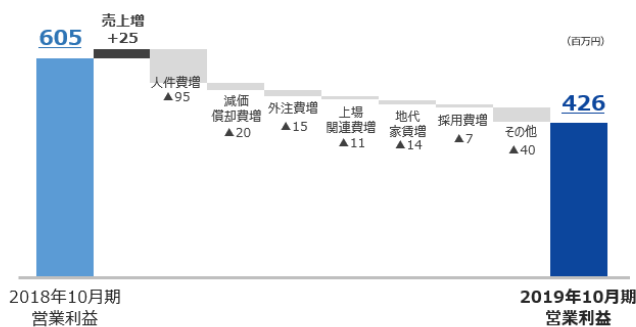 売上増
+25
605
(百万円)
人件費増
▲95
減価
償却費増
▲20
外注費増
▲15
上場
関連費増
▲11
地代
家賃増
▲14
採用費増
▲7
その他
▲40
426
2018年10月期
営業利益
2019年10月期
営業利益